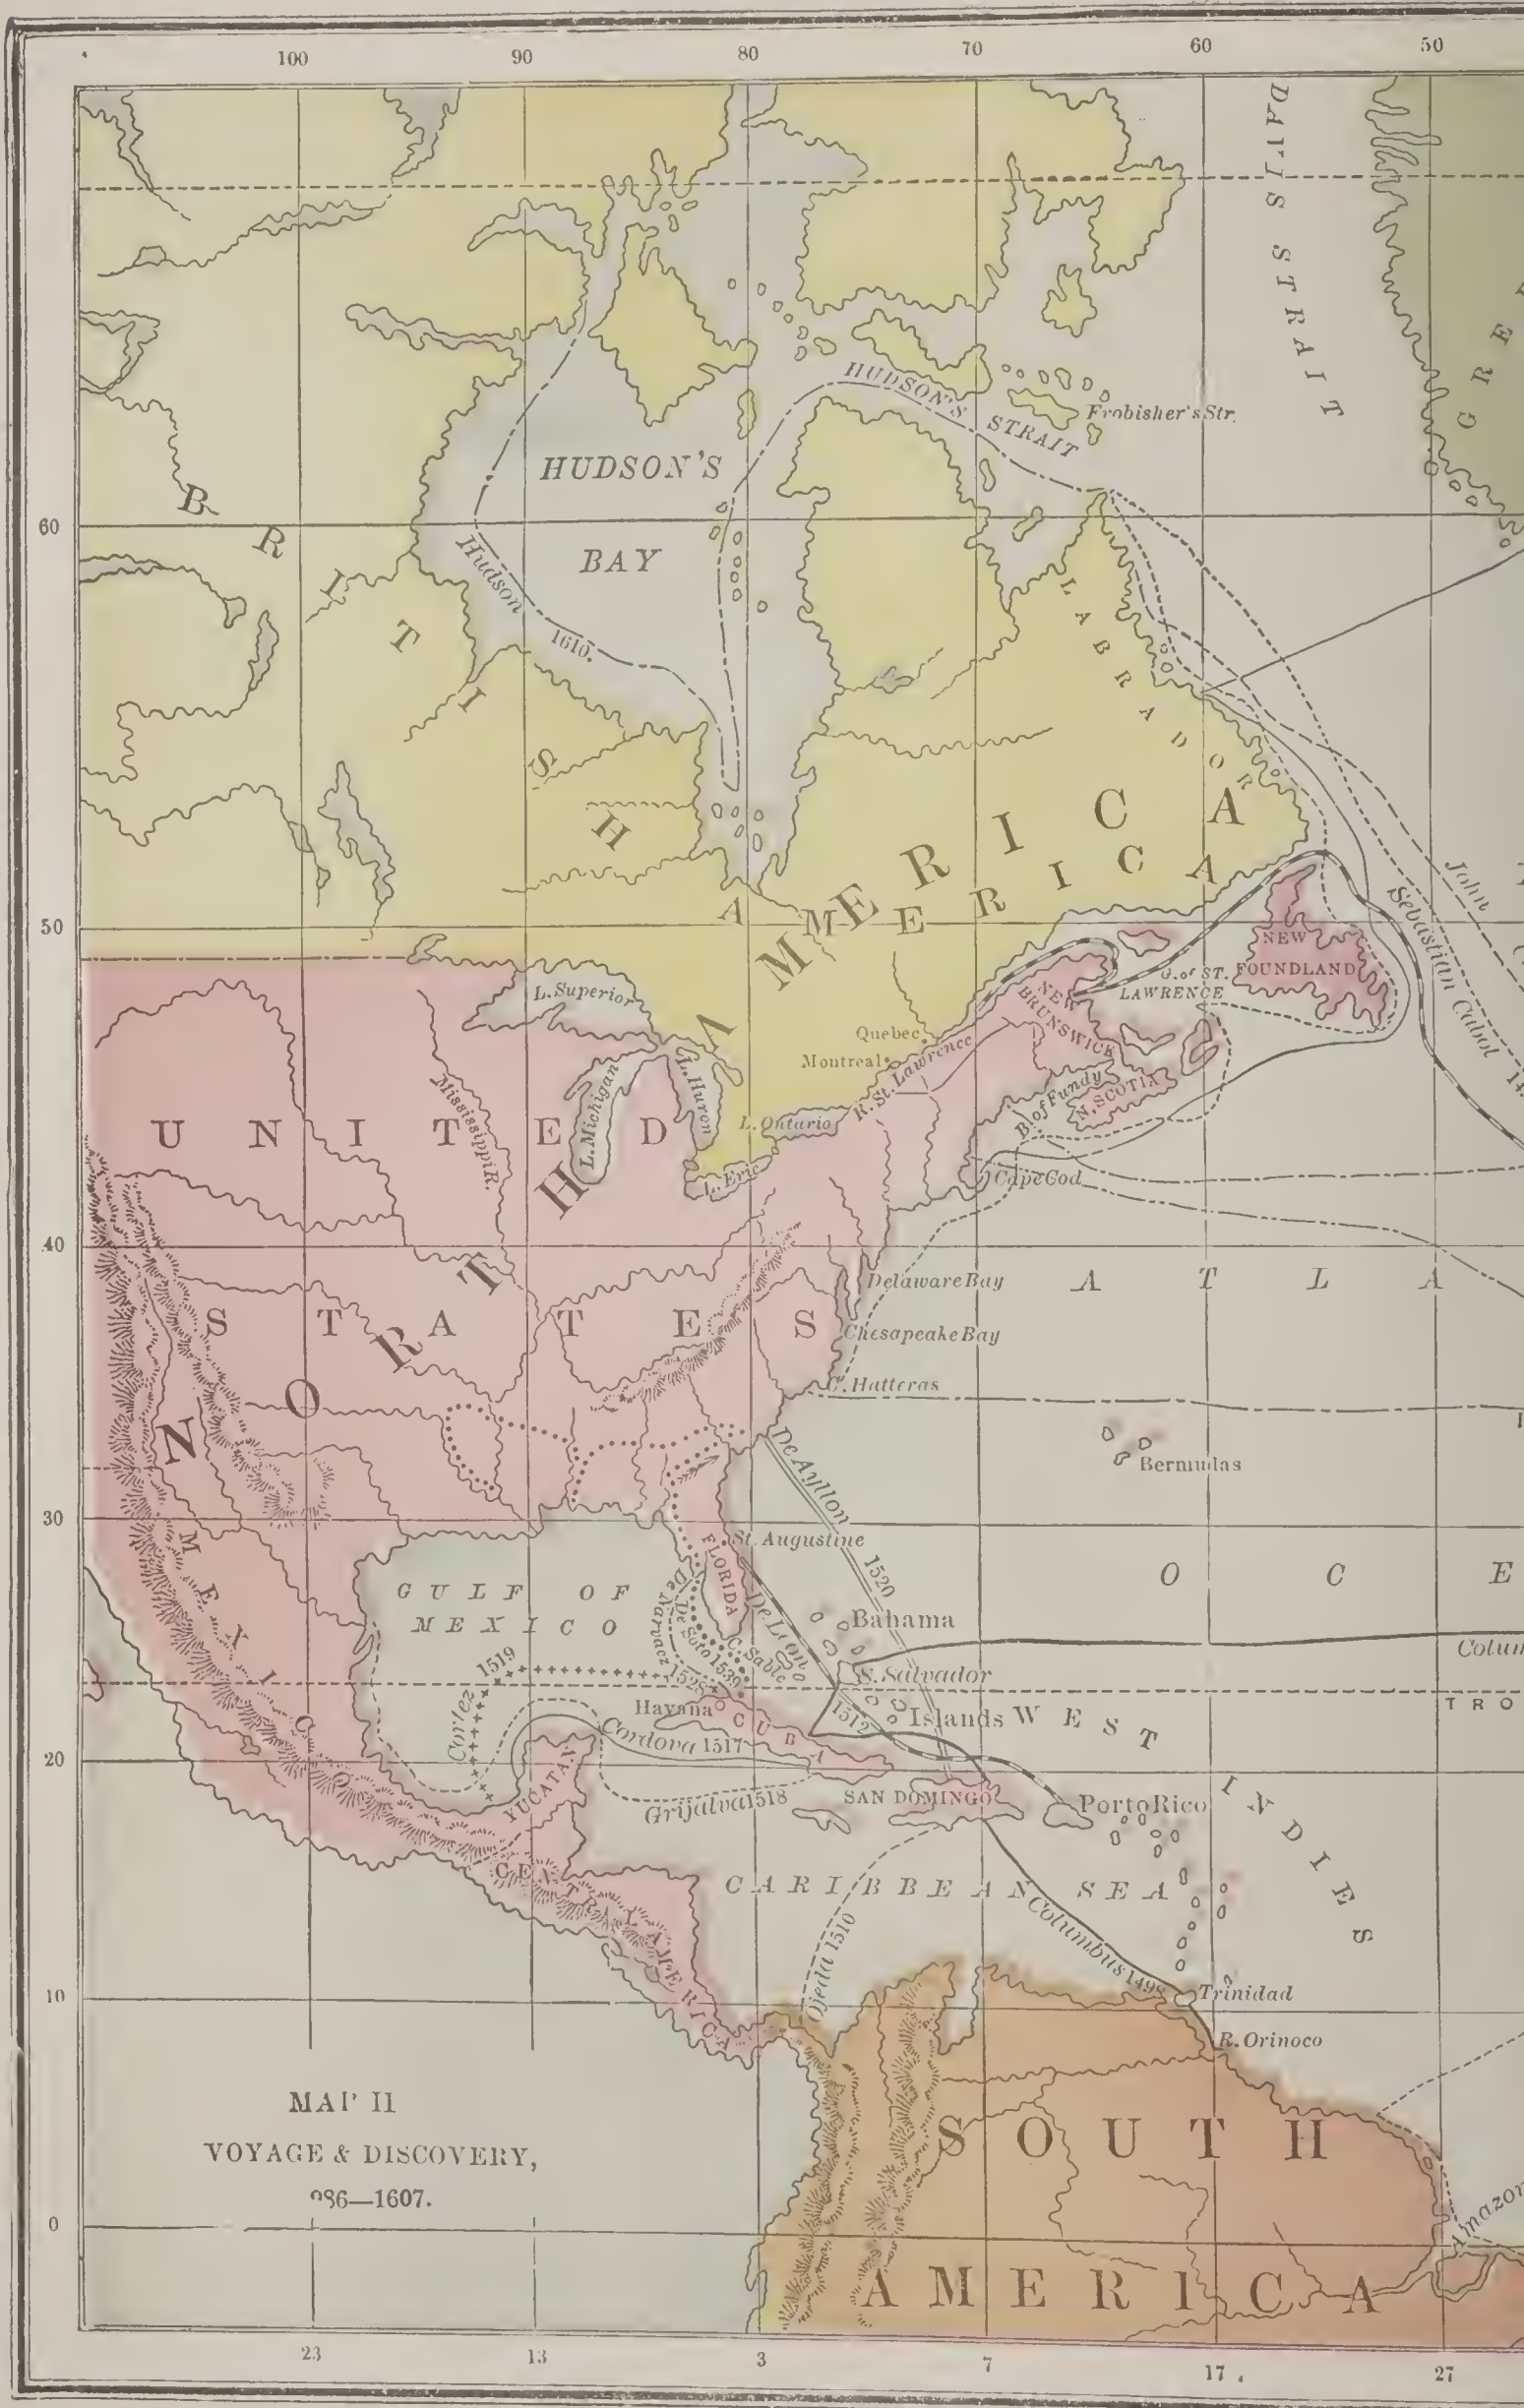 100 90 80 70 60 50
DAVIS STRAIT
HUDSON'S STRAIT
Frobisher's Str.
HUDSON'S
BAY
60
BRITISH AMERICA
Hudson 1610.
LABRADOR
NORTH AMERICA
50
John
Sebastian Cabot
NEW
FOUNDLAND
G. of ST.
LAWRENCE
NEW
BRUNSWICK
L. Superior
Quebec
Montreal
R. St. Lawrence
B. of Fundy
N. SCOTIA
Mississippi R.
L. Michigan
L. Huron
L. Ontario
L. Erie
Cape Cod
UNITED
STATES
40
Delaware Bay
ATLA
Chesapeake Bay
C. Hatteras
Bermudas
30
De Ayllon 1520
St. Augustine
FLORIDA
MEXICO
GULF OF
MEXICO
OCE
De Narvaez 1528
De Soto 1539
De Leon 1512
C. Sable
Bahama
Colum
S. Salvador
TRO
Cortez 1519
Havana
CUBA
Islands
WEST INDIES
Cordova 1517
20
YUCATAN
Grijalva 1518
SAN DOMINGO
Porto Rico
CENTRAL AMERICA
CARIBBEAN SEA
Ojeda 1510
Columbus 1498
10
Trinidad
R. Orinoco
MAP II
VOYAGE & DISCOVERY,
986—1607.
SOUTH
0
Amazon
AMERICA
23 13 3 7 17 27